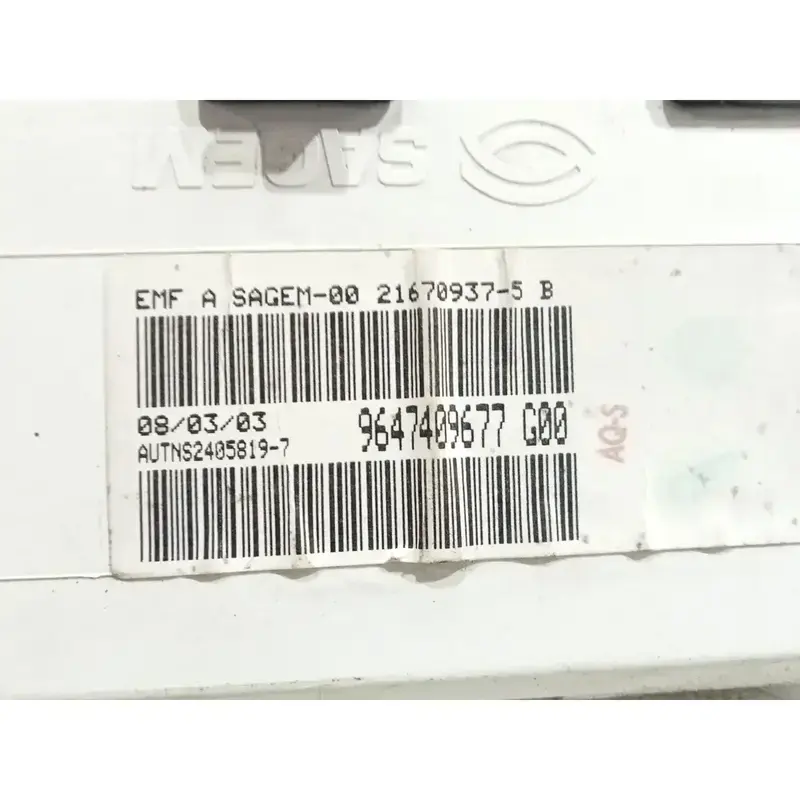 SAGEM
EMF A SAGEM-00 21670937-5 B
08/03/03
9647409677 G00
AUTNS2405819-7
AQ-S